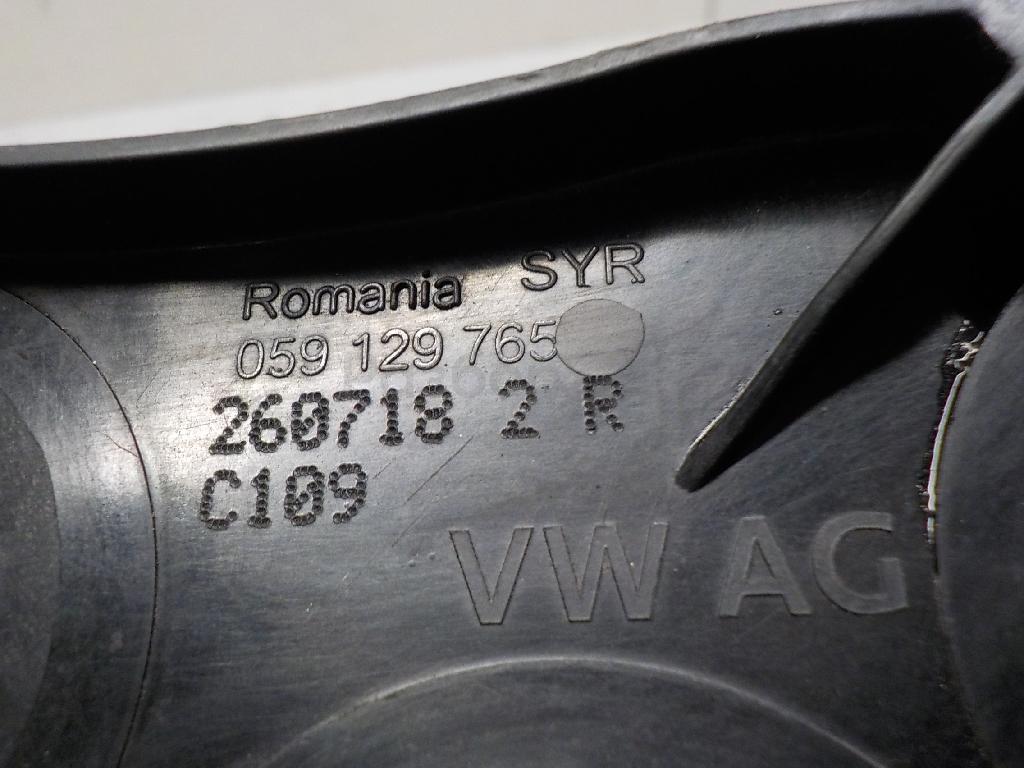 Romania SYR
059 129 765
260718 2 R
C109
VW AG